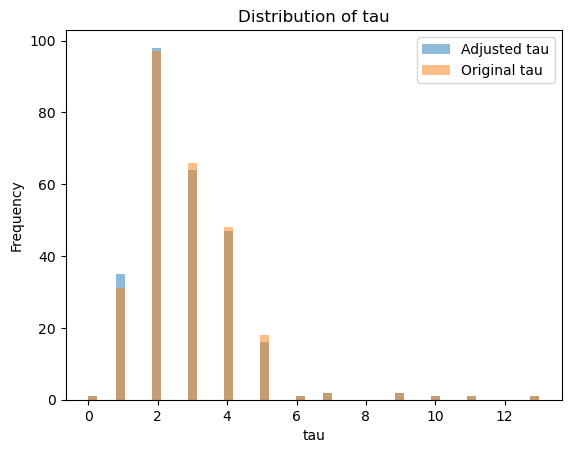 Distribution of tau
Adjusted tau
Original tau
100
80
60
40
20
0
Frequency
0 2 4 6 8 10 12
tau